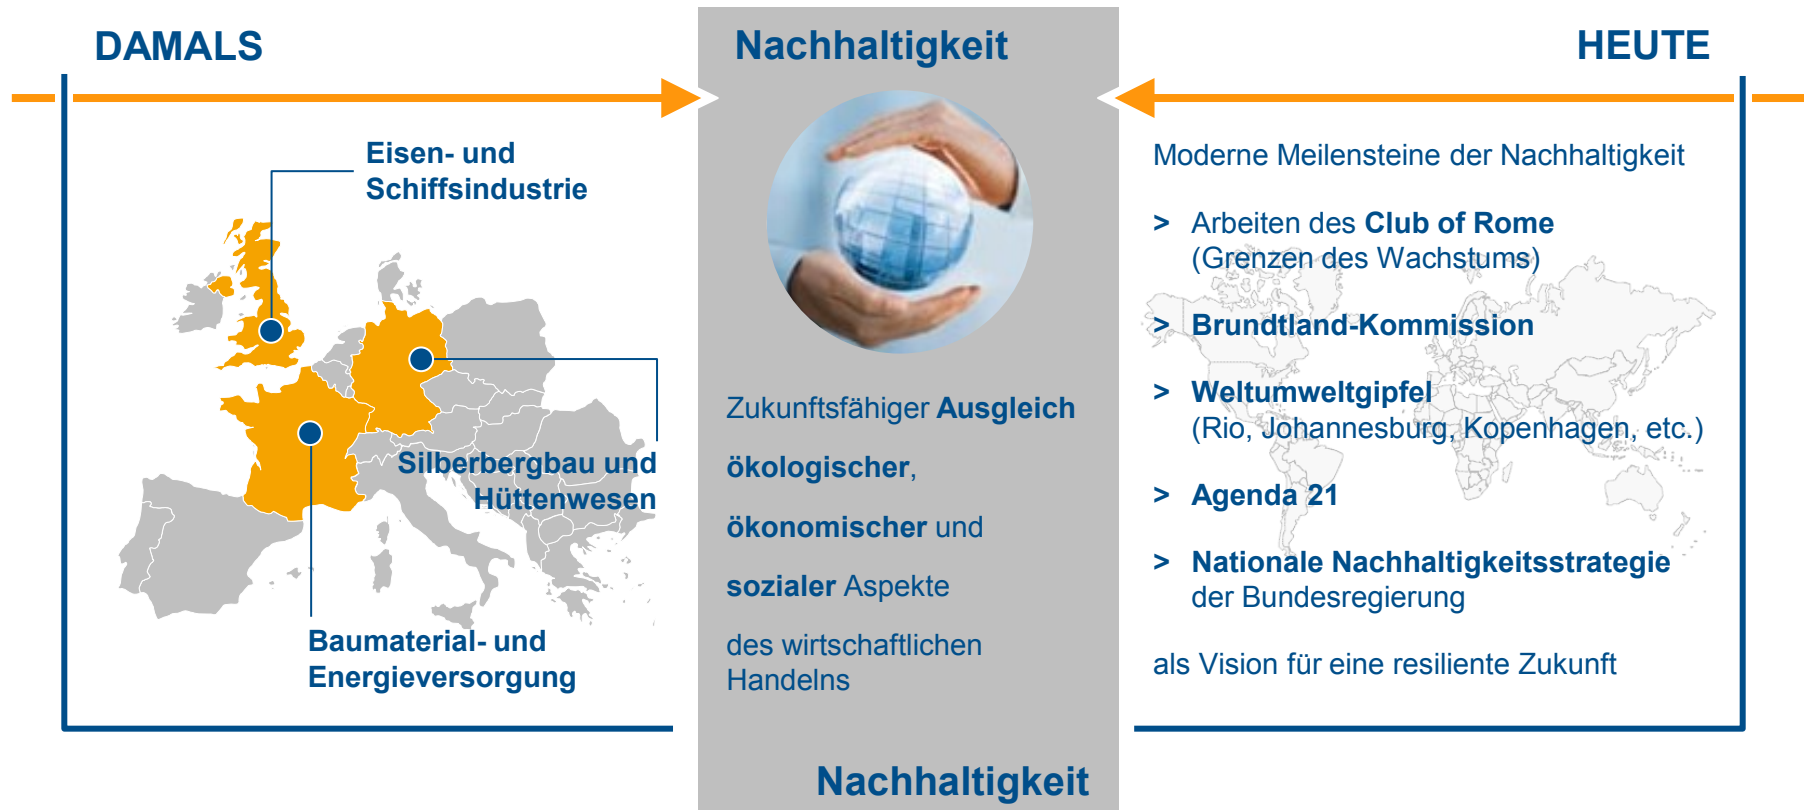 DAMALS
Eisen- und
Schiffsindustrie
Silberbergbau und
Hüttenwesen
Baumaterial- und
Energieversorgung
Nachhaltigkeit
Zukunftsfähiger Ausgleich
ökologischer,
ökonomischer und
sozialer Aspekte
des wirtschaftlichen
Handelns
Nachhaltigkeit
HEUTE
Moderne Meilensteine der Nachhaltigkeit
> Arbeiten des Club of Rome
(Grenzen des Wachstums)
> Brundtland-Kommission
> Weltumweltgipfel
(Rio, Johannesburg, Kopenhagen, etc.)
> Agenda 21
> Nationale Nachhaltigkeitsstrategie
der Bundesregierung
als Vision für eine resiliente Zukunft